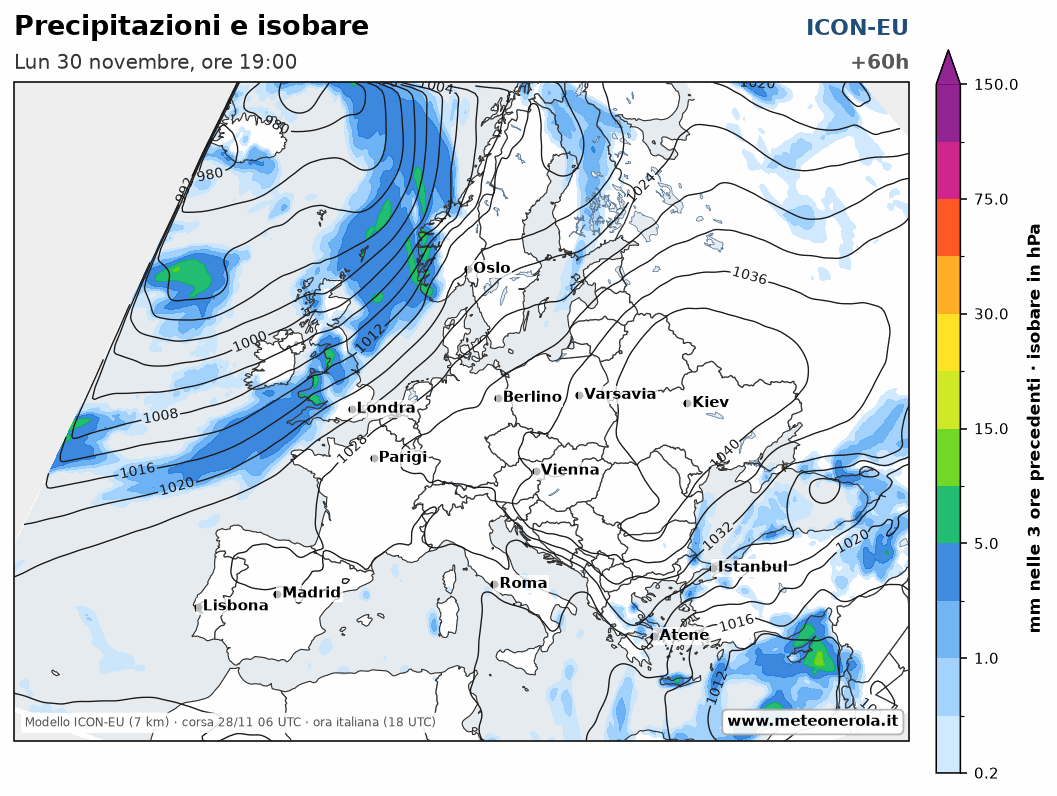 Precipitazioni e isobare
ICON-EU
Lun 30 novembre, ore 19:00
+60h
1004
1020
980
980
992
1024
Oslo
1036
1000
1012
1008
Londra
Berlino
Varsavia
Kiev
1028
Parigi
1040
Vienna
1016
1020
1032
1020
Istanbul
Roma
Madrid
Lisbona
1016
Atene
1012
Modello ICON-EU (7 km) · corsa 28/11 06 UTC · ora italiana (18 UTC)
www.meteonerola.it
150.0
75.0
30.0
15.0
5.0
1.0
0.2
mm nelle 3 ore precedenti · isobare in hPa